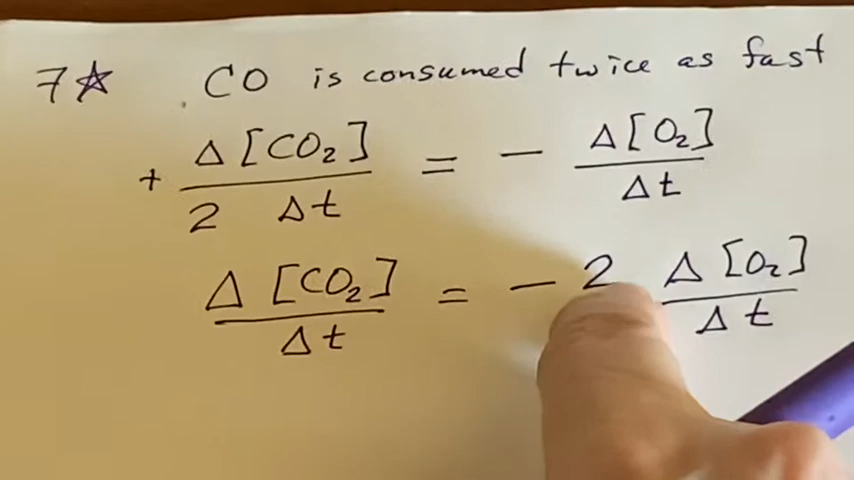 7☆ CO is consumed twice as fast
+ Δ[CO₂] / 2 Δt = - Δ[O₂] / Δt
Δ[CO₂] / Δt = - 2 Δ[O₂] / Δt